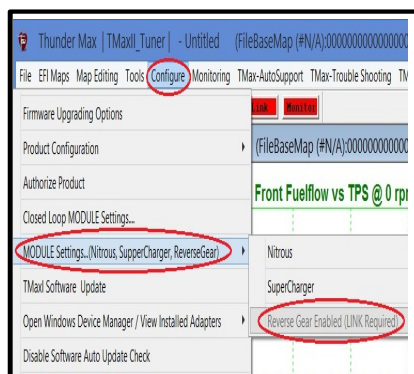 Thunder Max |TMaxII_Tuner| - Untitled (FileBaseMap (#N/A):0000000000000000
File EFI Maps Map Editing Tools Configure Monitoring TMax-AutoSupport TMax-Trouble Shooting
Link Monitor
Firmware Upgrading Options
Product Configuration
(FileBaseMap (#N/A):00000000
Authorize Product
Front Fuelflow vs TPS @ 0 rpm
Closed Loop MODULE Settings...
MODULE Settings...(Nitrous, SupperCharger, ReverseGear)
Nitrous
TMaxI Software Update
SuperCharger
Open Windows Device Manager / View Installed Adapters
Reverse Gear Enabled (LINK Required)
Disable Software Auto Update Check